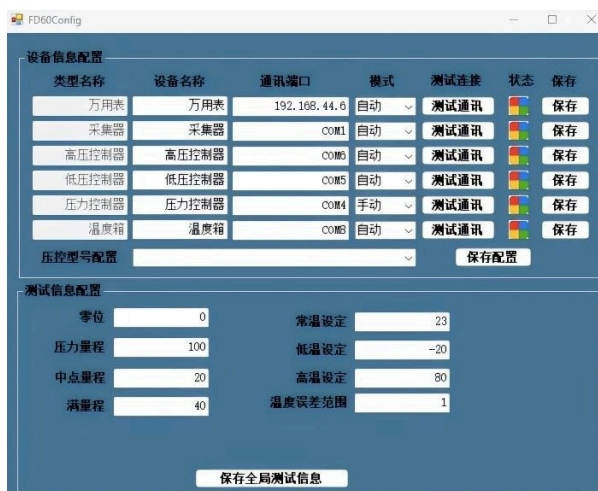 FD60Config
设备信息配置
类型名称 设备名称 通讯端口 模式 测试连接 状态 保存
万用表 万用表 192.168.44.6 自动 测试通讯 保存
采集器 采集器 COM1 自动 测试通讯 保存
高压控制器 高压控制器 COM6 自动 测试通讯 保存
低压控制器 低压控制器 COM5 自动 测试通讯 保存
压力控制器 压力控制器 COM4 手动 测试通讯 保存
温度箱 温度箱 COM8 自动 测试通讯 保存
压控型号配置 保存配置
测试信息配置
零位 0 常温设定 23
压力量程 100 低温设定 -20
中点量程 20 高温设定 80
满量程 40 温度误差范围 1
保存全局测试信息